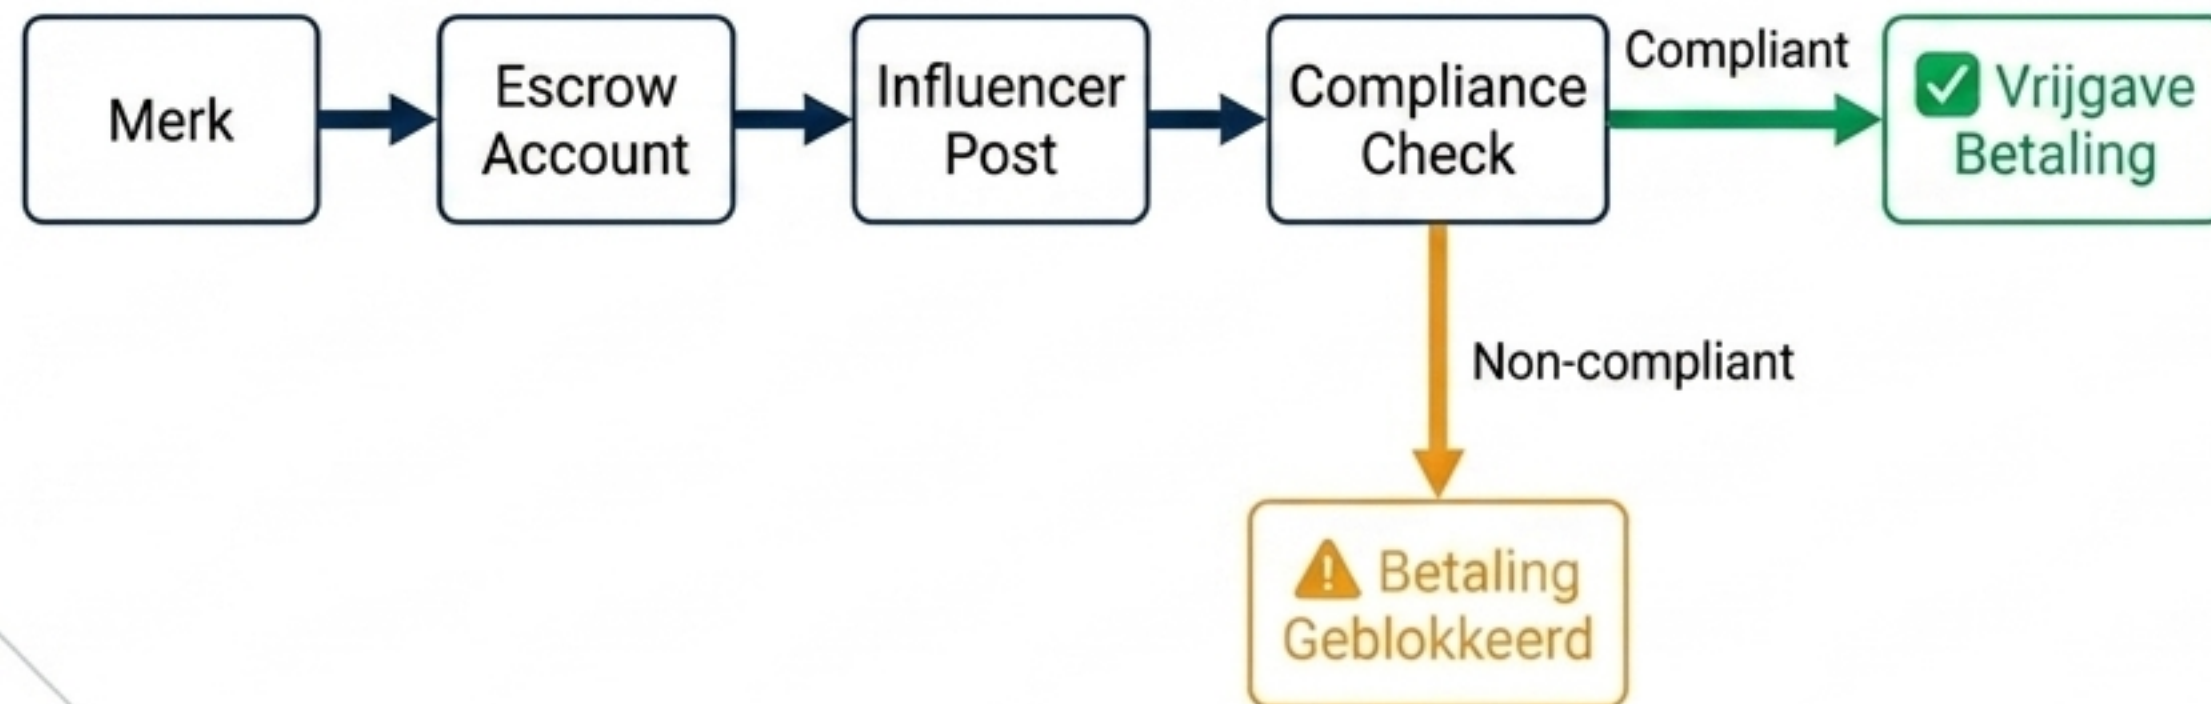 Merk
Escrow
Account
Influencer
Post
Compliance
Check
Compliant
✅ Vrijgave
Betaling
Non-compliant
⚠ Betaling
Geblokkeerd